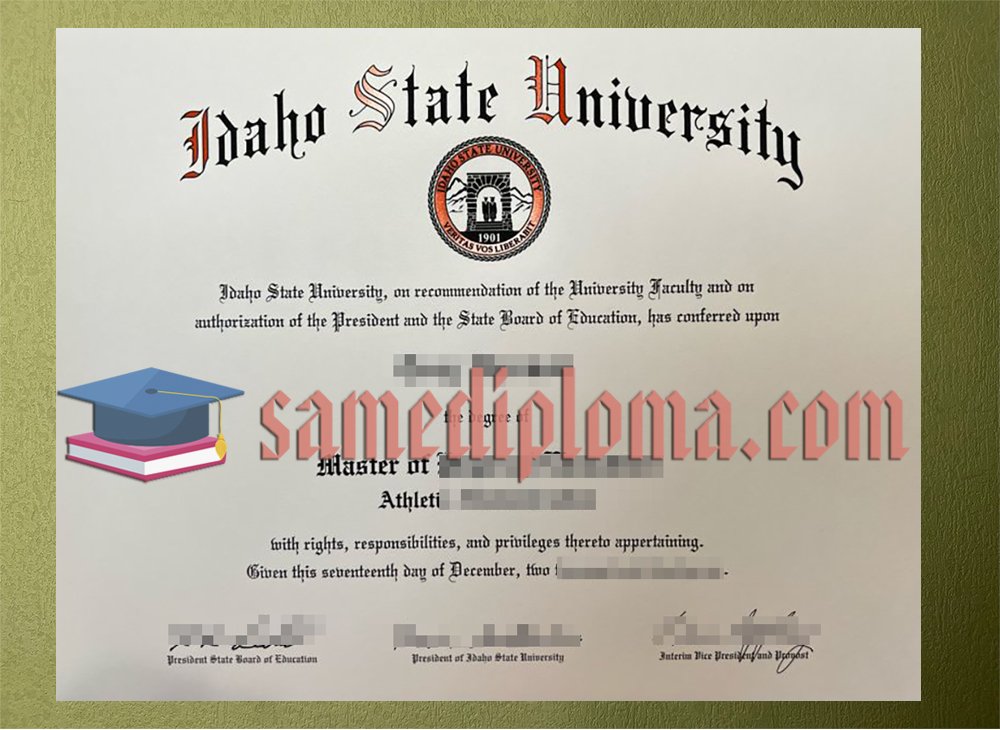 Idaho State University
IDAHO STATE UNIVERSITY
1901
VERITAS VOS LIBERABIT
Idaho State University, on recommendation of the University Faculty and on
authorization of the President and the State Board of Education, has conferred upon
samediploma.com
the degree of
Master of
with rights, responsibilities, and privileges thereto appertaining.
Given this seventeenth day of December, two
President State Board of Education
President of Idaho State University
Interim Vice President and Provost